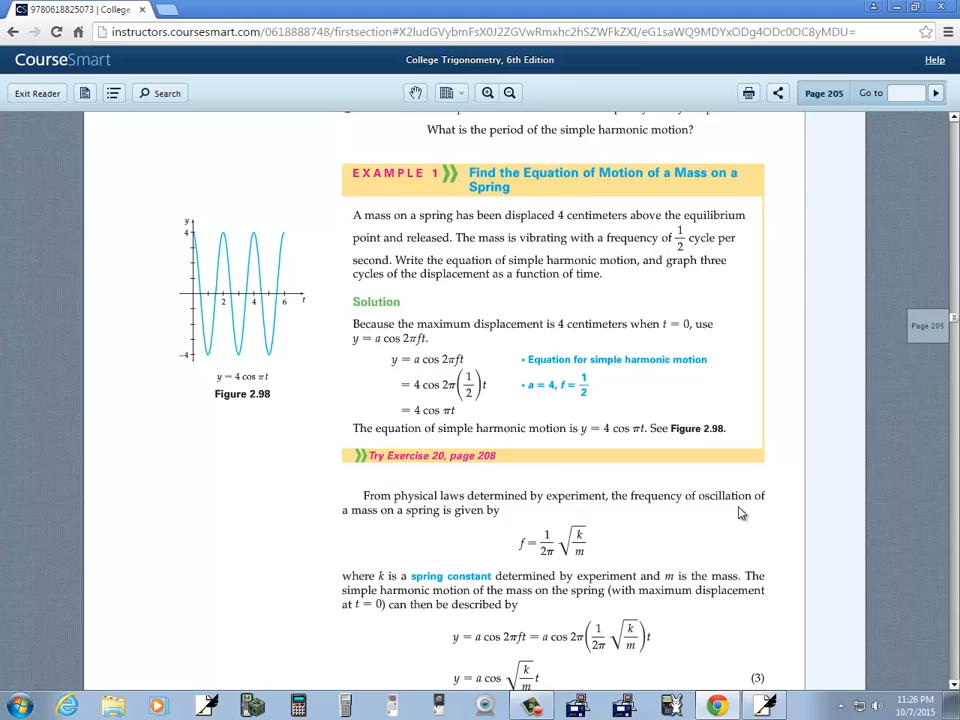 9780618825073 | College
instructors.coursesmart.com/0618888748/firstsection#X2ludGVybmFsX0J2ZGVwRmxhc2hSZWFkZXI/eG1saWQ9MDYxODg4ODc0OC8yMDU=
CourseSmart
College Trigonometry, 6th Edition
Help
Exit Reader
Search
Page 205
Go to
What is the period of the simple harmonic motion?
EXAMPLE 1 Find the Equation of Motion of a Mass on a
Spring
A mass on a spring has been displaced 4 centimeters above the equilibrium
point and released. The mass is vibrating with a frequency of 1/2 cycle per
second. Write the equation of simple harmonic motion, and graph three
cycles of the displacement as a function of time.
Solution
Because the maximum displacement is 4 centimeters when t = 0, use
y = a cos 2πft.
y = a cos 2πft • Equation for simple harmonic motion
= 4 cos 2π(1/2)t • a = 4, f = 1/2
= 4 cos πt
The equation of simple harmonic motion is y = 4 cos πt. See Figure 2.98.
Try Exercise 20, page 208
y
4
2 4 6 t
−4
y = 4 cos πt
Figure 2.98
From physical laws determined by experiment, the frequency of oscillation of
a mass on a spring is given by
f = 1/2π √k/m
where k is a spring constant determined by experiment and m is the mass. The
simple harmonic motion of the mass on the spring (with maximum displacement
at t = 0) can then be described by
y = a cos 2πft = a cos 2π(1/2π √k/m)t
y = a cos √k/m t (3)
Page 205
11:26 PM
10/7/2015